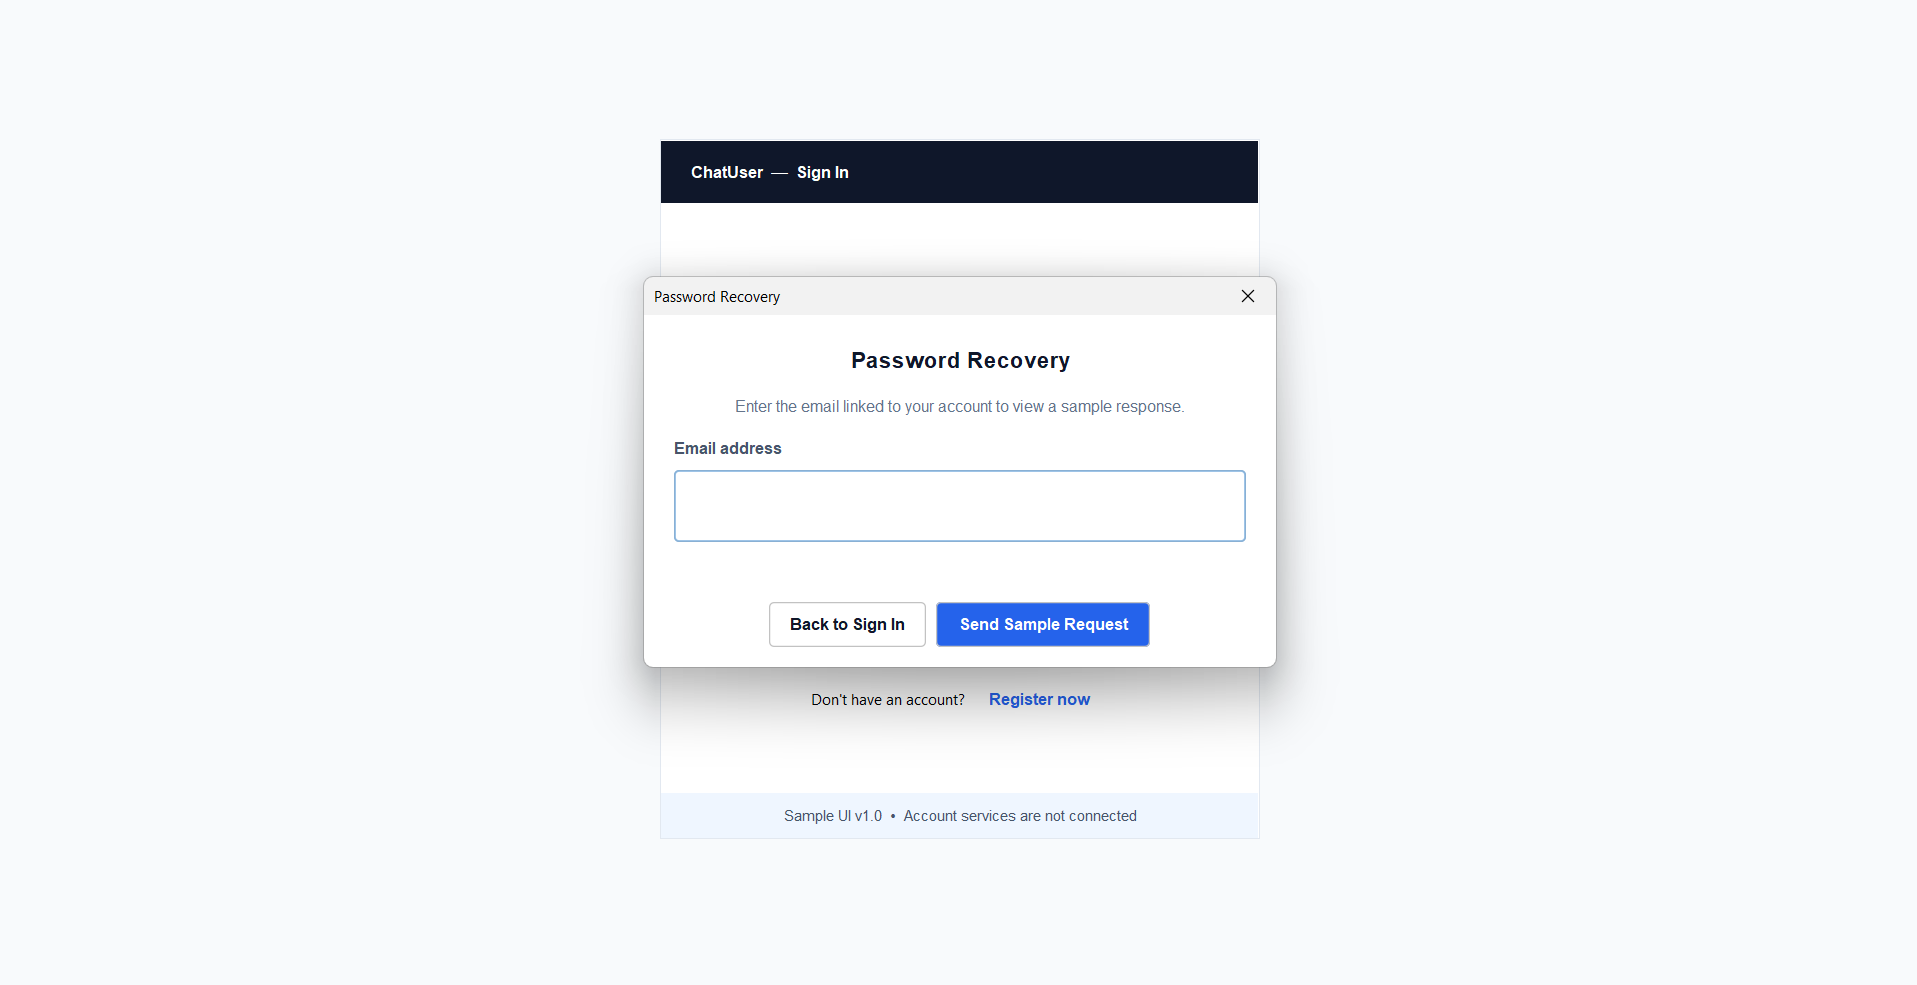 ChatUser — Sign In
Password Recovery
Password Recovery
Enter the email linked to your account to view a sample response.
Email address
Back to Sign In
Send Sample Request
Don't have an account? Register now
Sample UI v1.0 • Account services are not connected